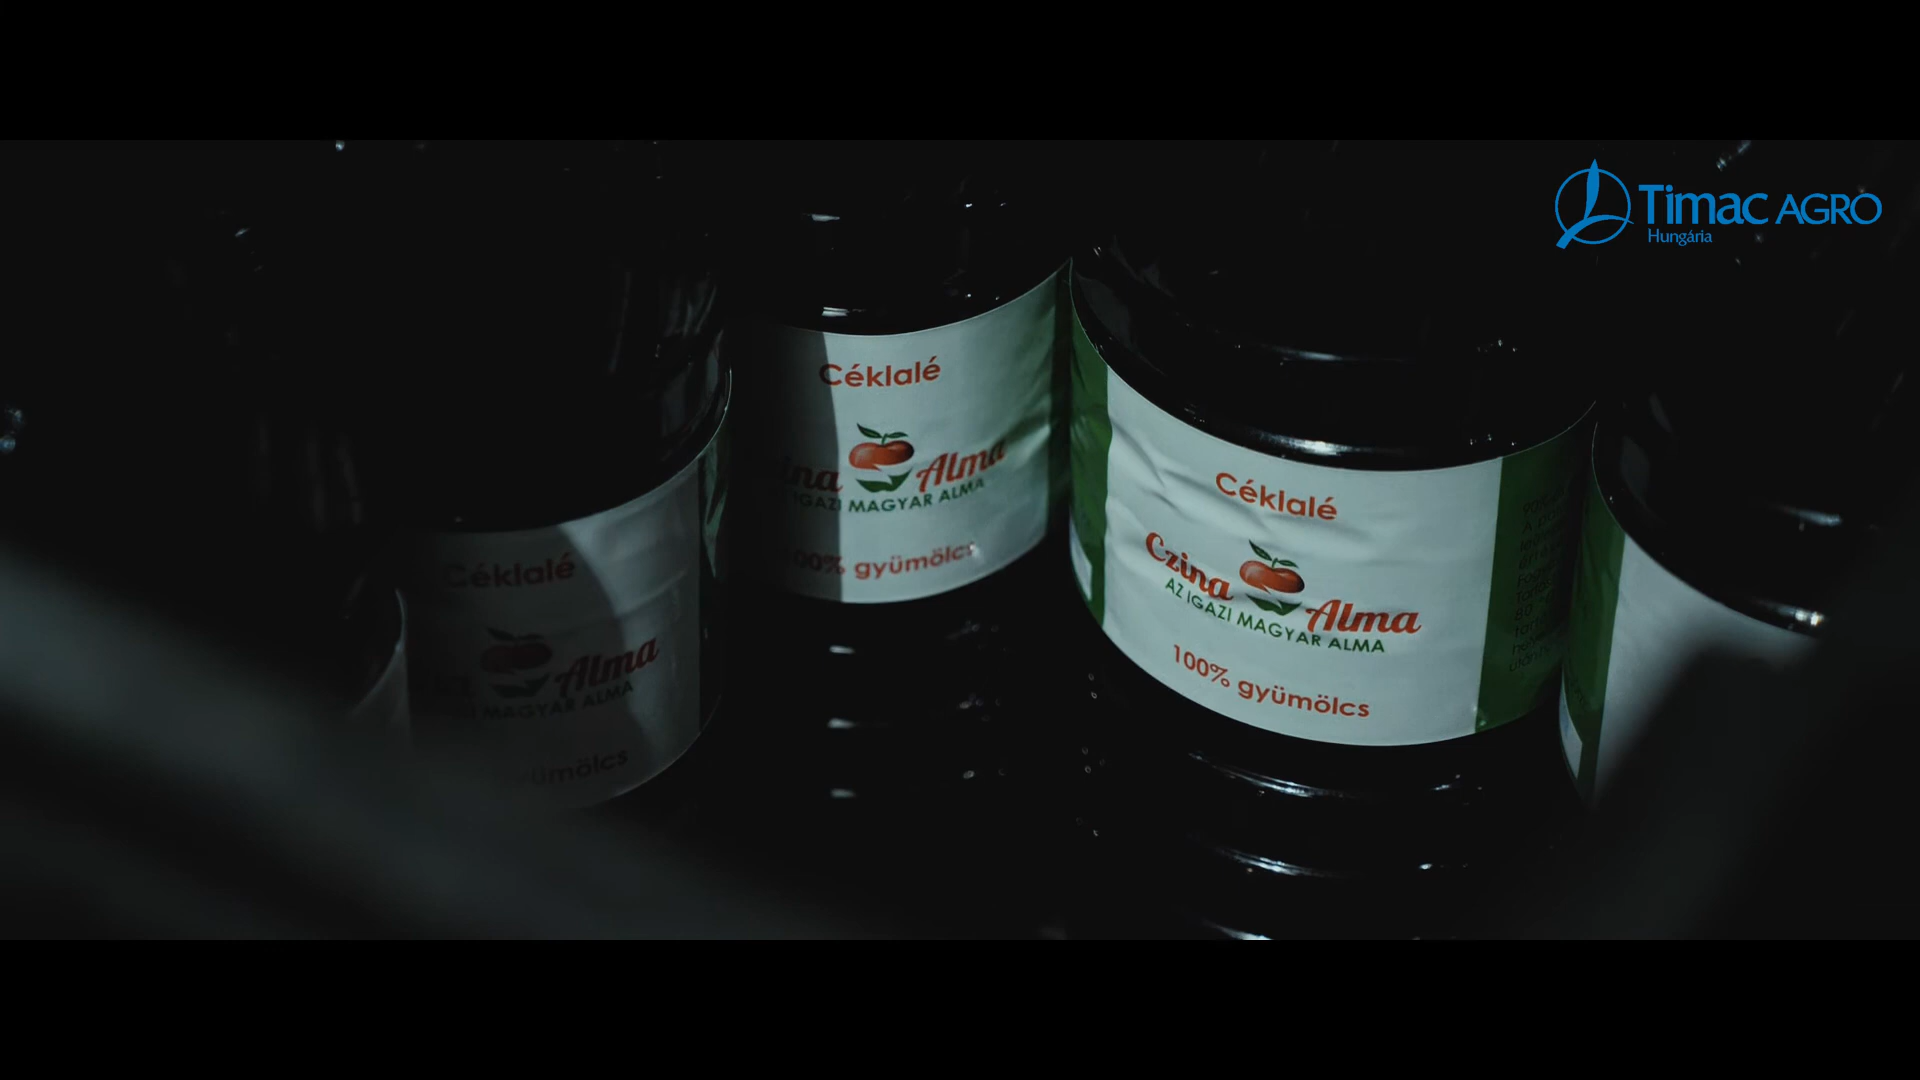 Timac AGRO
Hungária
Céklalé
Alma
IGAZI MAGYAR ALMA
100% gyümölcs
Céklalé
Czina Alma
AZ IGAZI MAGYAR ALMA
100% gyümölcs
Céklalé
Alma
MAGYAR ALMA
gyümölcs